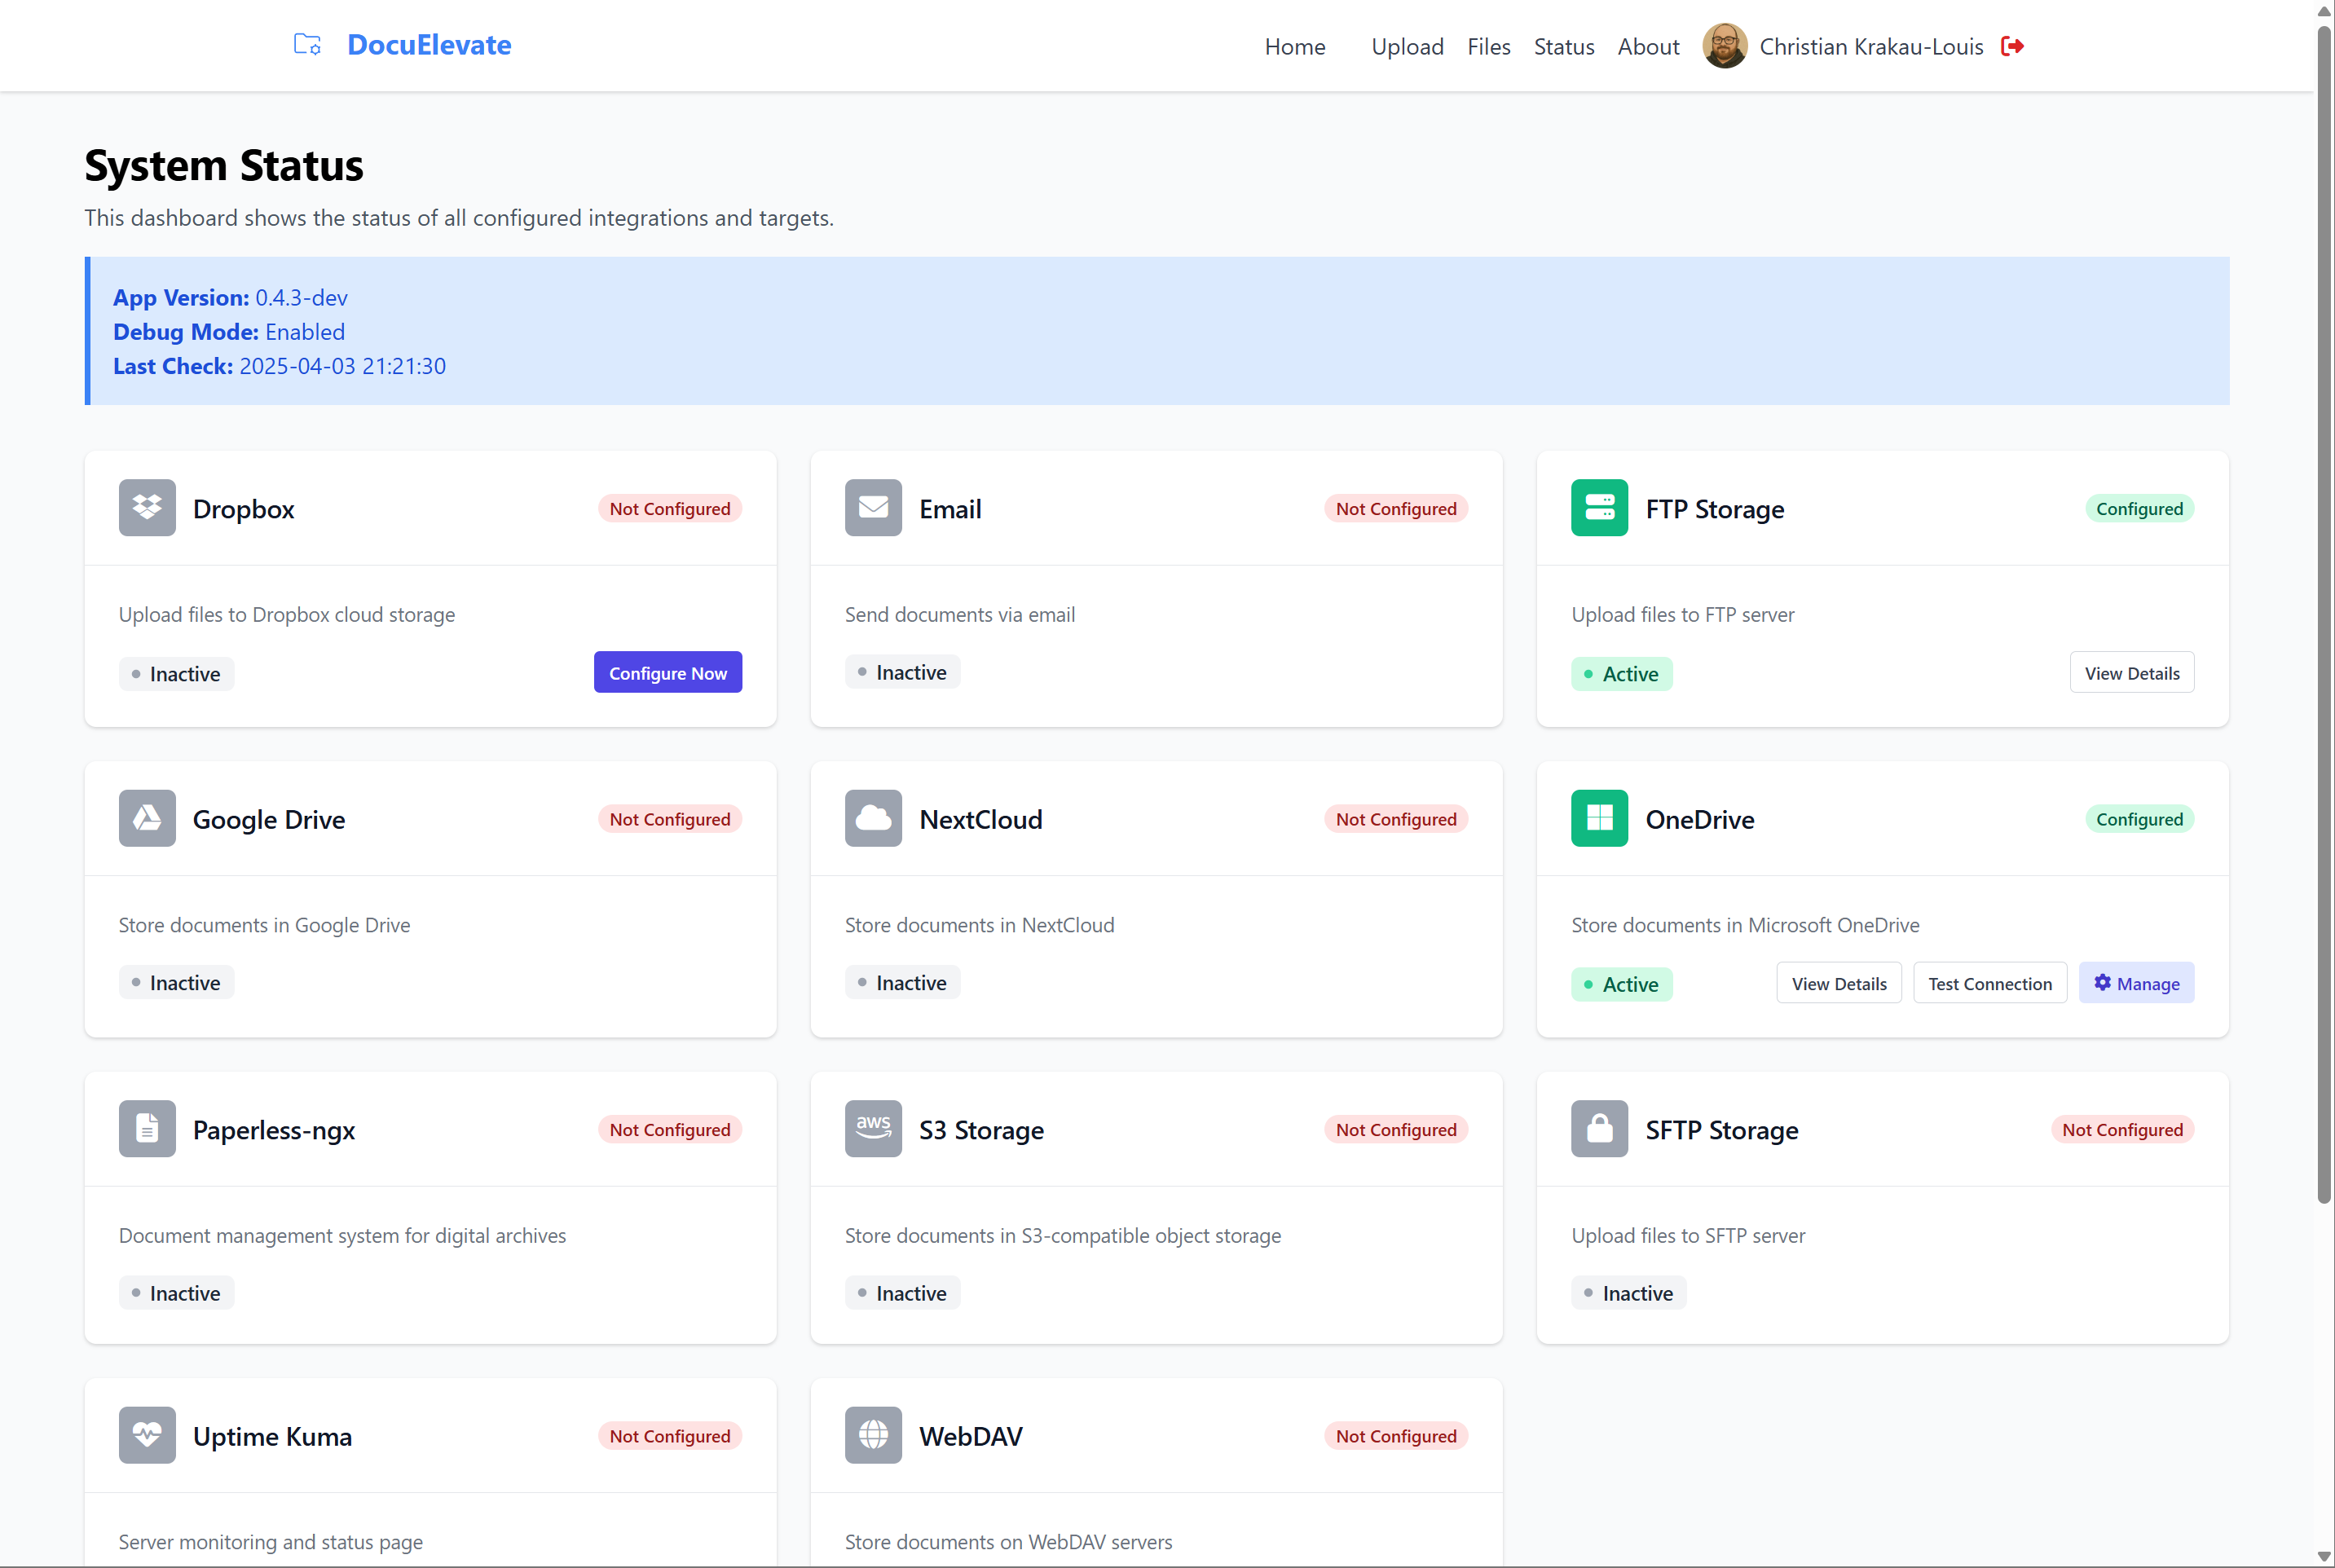 DocuElevate
Home Upload Files Status About Christian Krakau-Louis
System Status
This dashboard shows the status of all configured integrations and targets.
App Version: 0.4.3-dev
Debug Mode: Enabled
Last Check: 2025-04-03 21:21:30
Dropbox Not Configured
Upload files to Dropbox cloud storage
Inactive Configure Now
Email Not Configured
Send documents via email
Inactive
FTP Storage Configured
Upload files to FTP server
Active View Details
Google Drive Not Configured
Store documents in Google Drive
Inactive
NextCloud Not Configured
Store documents in NextCloud
Inactive
OneDrive Configured
Store documents in Microsoft OneDrive
Active View Details Test Connection Manage
Paperless-ngx Not Configured
Document management system for digital archives
Inactive
aws S3 Storage Not Configured
Store documents in S3-compatible object storage
Inactive
SFTP Storage Not Configured
Upload files to SFTP server
Inactive
Uptime Kuma Not Configured
Server monitoring and status page
WebDAV Not Configured
Store documents on WebDAV servers